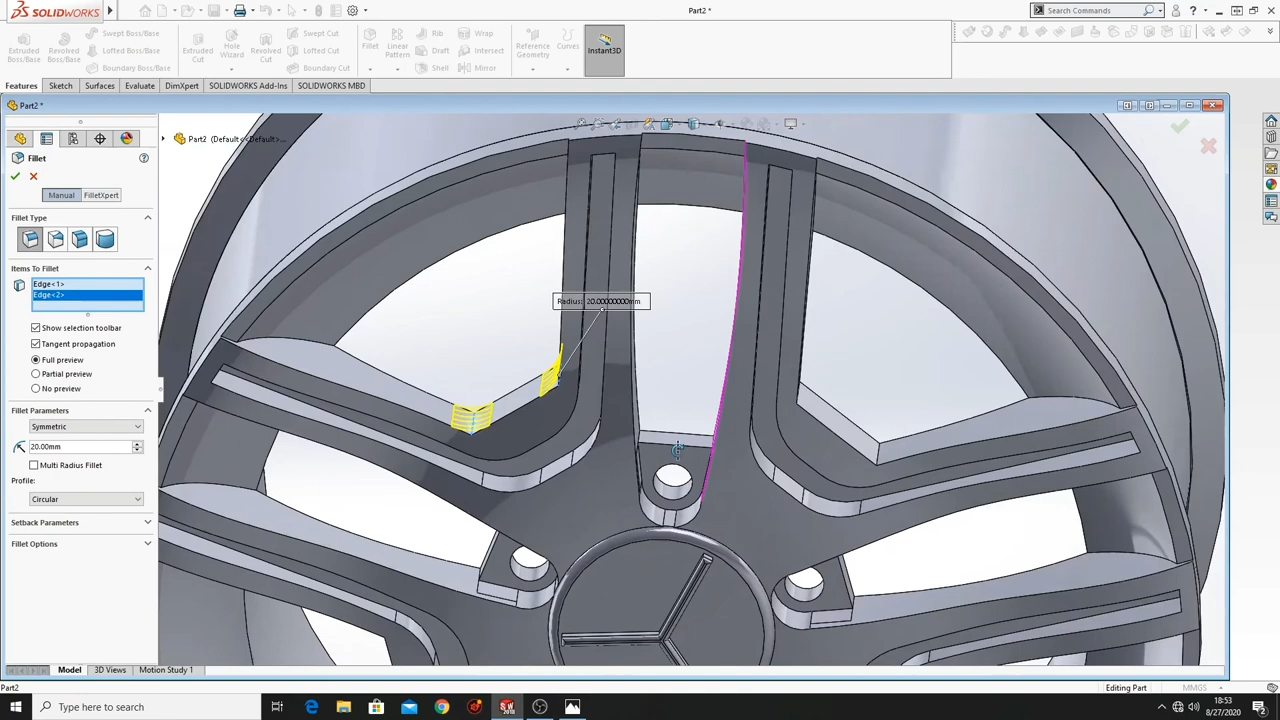 SOLIDWORKS
Part2 *
Search Commands
Extruded Boss/Base
Revolved Boss/Base
Swept Boss/Base
Lofted Boss/Base
Boundary Boss/Base
Extruded Cut
Hole Wizard
Revolved Cut
Swept Cut
Lofted Cut
Boundary Cut
Fillet
Linear Pattern
Rib
Draft
Shell
Wrap
Intersect
Mirror
Reference Geometry
Curves
Instant3D
Features
Sketch
Surfaces
Evaluate
DimXpert
SOLIDWORKS Add-Ins
SOLIDWORKS MBD
Part2 *
Part2 (Default<<Default>...
Fillet
Manual
FilletXpert
Fillet Type
Items To Fillet
Edge<1>
Edge<2>
Show selection toolbar
Tangent propagation
Full preview
Partial preview
No preview
Fillet Parameters
Symmetric
20.00mm
Multi Radius Fillet
Profile:
Circular
Setback Parameters
Fillet Options
Radius: 20.00000000mm
Model
3D Views
Motion Study 1
Part2
Editing Part
MMGS
Type here to search
18:53
8/27/2020